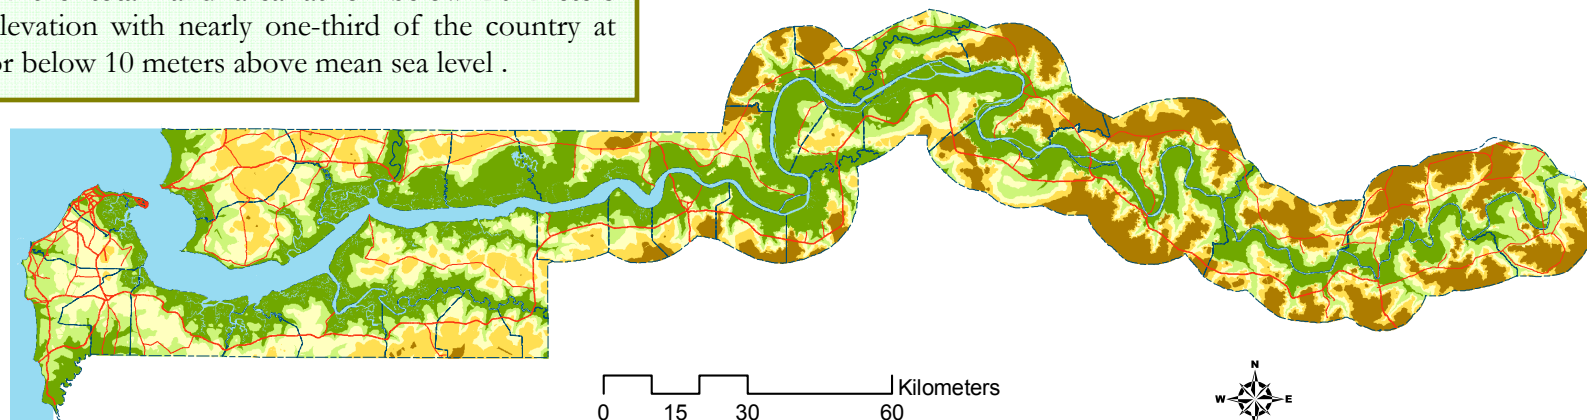 elevation with nearly one-third of the country at
or below 10 meters above mean sea level .
Kilometers
0 15 30 60
N
W E